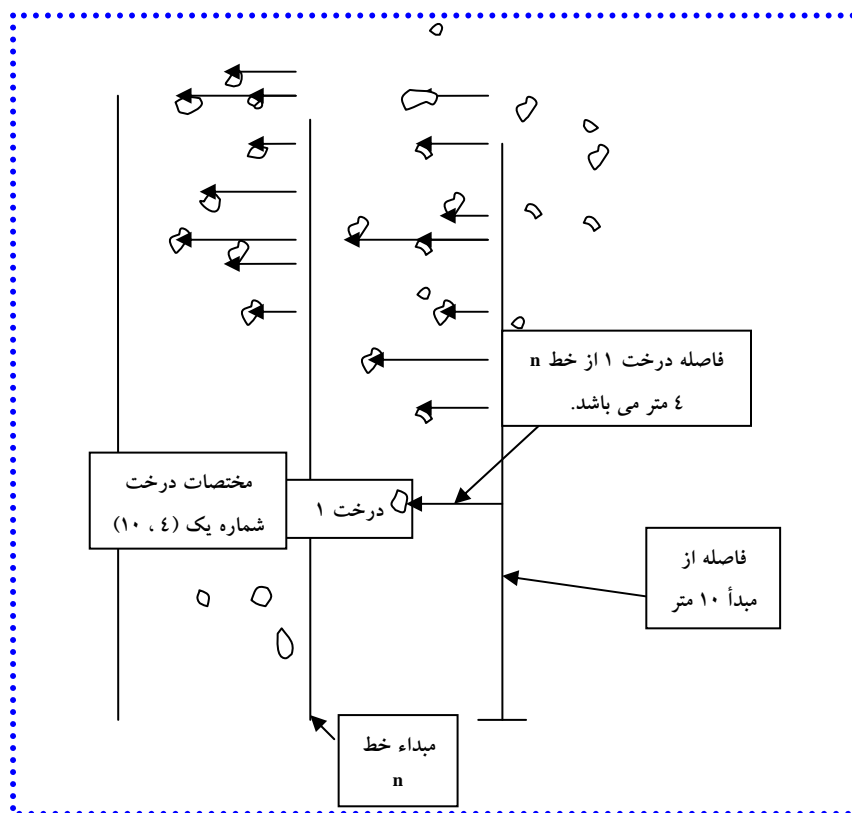 فاصله درخت ۱ از خط n
٤ متر می باشد.
مختصات درخت
شماره یک (٤ ، ۱۰)
درخت ۱
فاصله از
مبدأ ۱۰ متر
مبداء خط
n